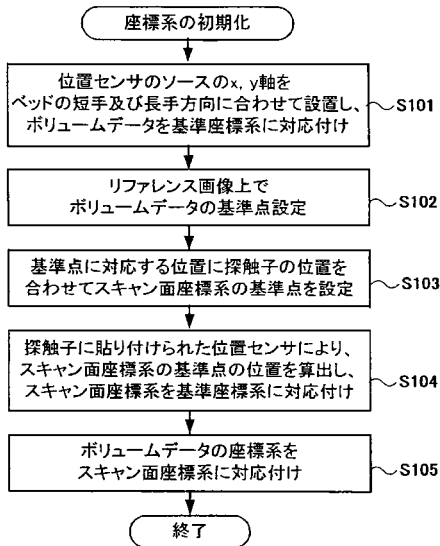 座標系の初期化
位置センサのソースのx, y軸を
ベッドの短手及び長手方向に合わせて設置し、
ボリュームデータを基準座標系に対応付け
S101
リファレンス画像上で
ボリュームデータの基準点設定
S102
基準点に対応する位置に探触子の位置を
合わせてスキャン面座標系の基準点を設定
S103
探触子に貼り付けられた位置センサにより、
スキャン面座標系の基準点の位置を算出し、
スキャン面座標系を基準座標系に対応付け
S104
ボリュームデータの座標系を
スキャン面座標系に対応付け
S105
終了